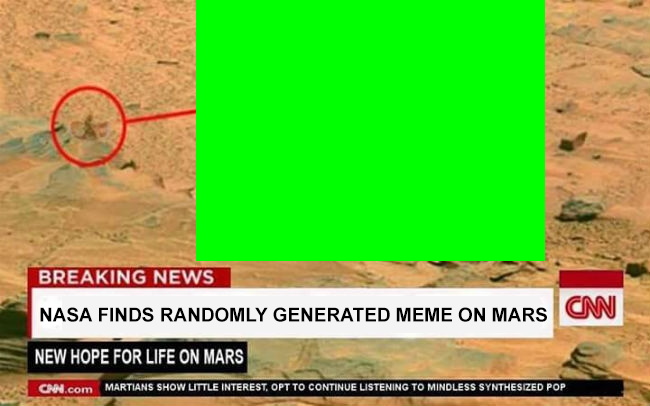 BREAKING NEWS
NASA FINDS RANDOMLY GENERATED MEME ON MARS
CNN
NEW HOPE FOR LIFE ON MARS
CNN.com MARTIANS SHOW LITTLE INTEREST, OPT TO CONTINUE LISTENING TO MINDLESS SYNTHESIZED POP